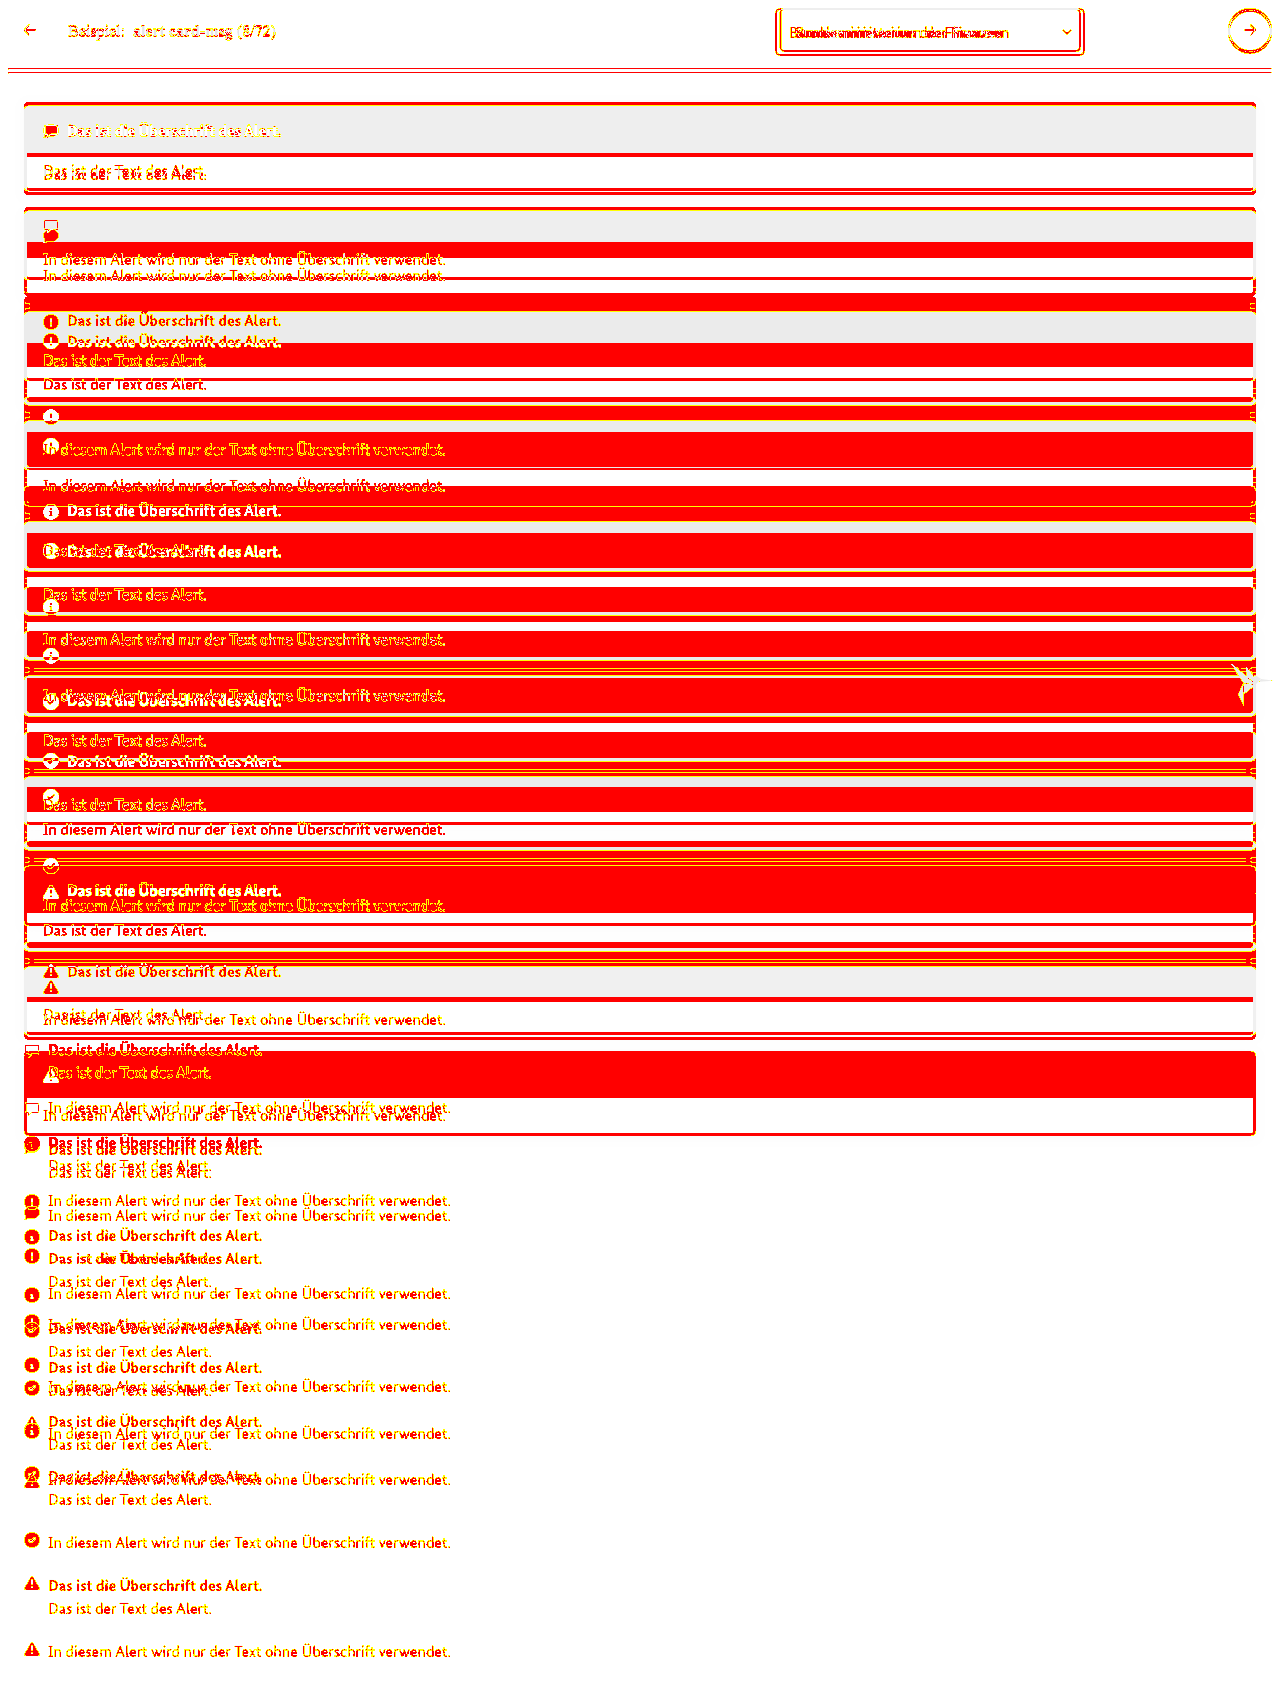 Beispiel: alert card-msg (6/72)
Das ist die Überschrift des Alert.
Das ist der Text des Alert.
In diesem Alert wird nur der Text ohne Überschrift verwendet.
In diesem Alert wird nur der Text ohne Überschrift verwendet.
Das ist die Überschrift des Alert.
Das ist die Überschrift des Alert.
Das ist der Text des Alert.
Das ist der Text des Alert.
In diesem Alert wird nur der Text ohne Überschrift verwendet.
In diesem Alert wird nur der Text ohne Überschrift verwendet.
Das ist die Überschrift des Alert.
Das ist die Überschrift des Alert.
Das ist der Text des Alert.
In diesem Alert wird nur der Text ohne Überschrift verwendet.
In diesem Alert wird nur der Text ohne Überschrift verwendet.
Das ist die Überschrift des Alert.
Das ist der Text des Alert.
Das ist die Überschrift des Alert.
Das ist der Text des Alert.
In diesem Alert wird nur der Text ohne Überschrift verwendet.
Das ist die Überschrift des Alert.
In diesem Alert wird nur der Text ohne Überschrift verwendet.
Das ist der Text des Alert.
Das ist die Überschrift des Alert.
Das ist der Text des Alert.
In diesem Alert wird nur der Text ohne Überschrift verwendet.
Das ist die Überschrift des Alert.
Das ist der Text des Alert.
In diesem Alert wird nur der Text ohne Überschrift verwendet.
In diesem Alert wird nur der Text ohne Überschrift verwendet.
Das ist die Überschrift des Alert.
Das ist die Überschrift des Alert.
Das ist der Text des Alert.
Das ist der Text des Alert.
In diesem Alert wird nur der Text ohne Überschrift verwendet.
In diesem Alert wird nur der Text ohne Überschrift verwendet.
Das ist die Überschrift des Alert.
Das ist die Überschrift des Alert.
Das ist der Text des Alert.
In diesem Alert wird nur der Text ohne Überschrift verwendet.
In diesem Alert wird nur der Text ohne Überschrift verwendet.
Das ist die Überschrift des Alert.
Das ist der Text des Alert.
Das ist die Überschrift des Alert.
In diesem Alert wird nur der Text ohne Überschrift verwendet.
Das ist der Text des Alert.
Das ist die Überschrift des Alert.
In diesem Alert wird nur der Text ohne Überschrift verwendet.
Das ist der Text des Alert.
Das ist die Überschrift des Alert.
In diesem Alert wird nur der Text ohne Überschrift verwendet.
Das ist der Text des Alert.
In diesem Alert wird nur der Text ohne Überschrift verwendet.
Das ist die Überschrift des Alert.
Das ist der Text des Alert.
In diesem Alert wird nur der Text ohne Überschrift verwendet.